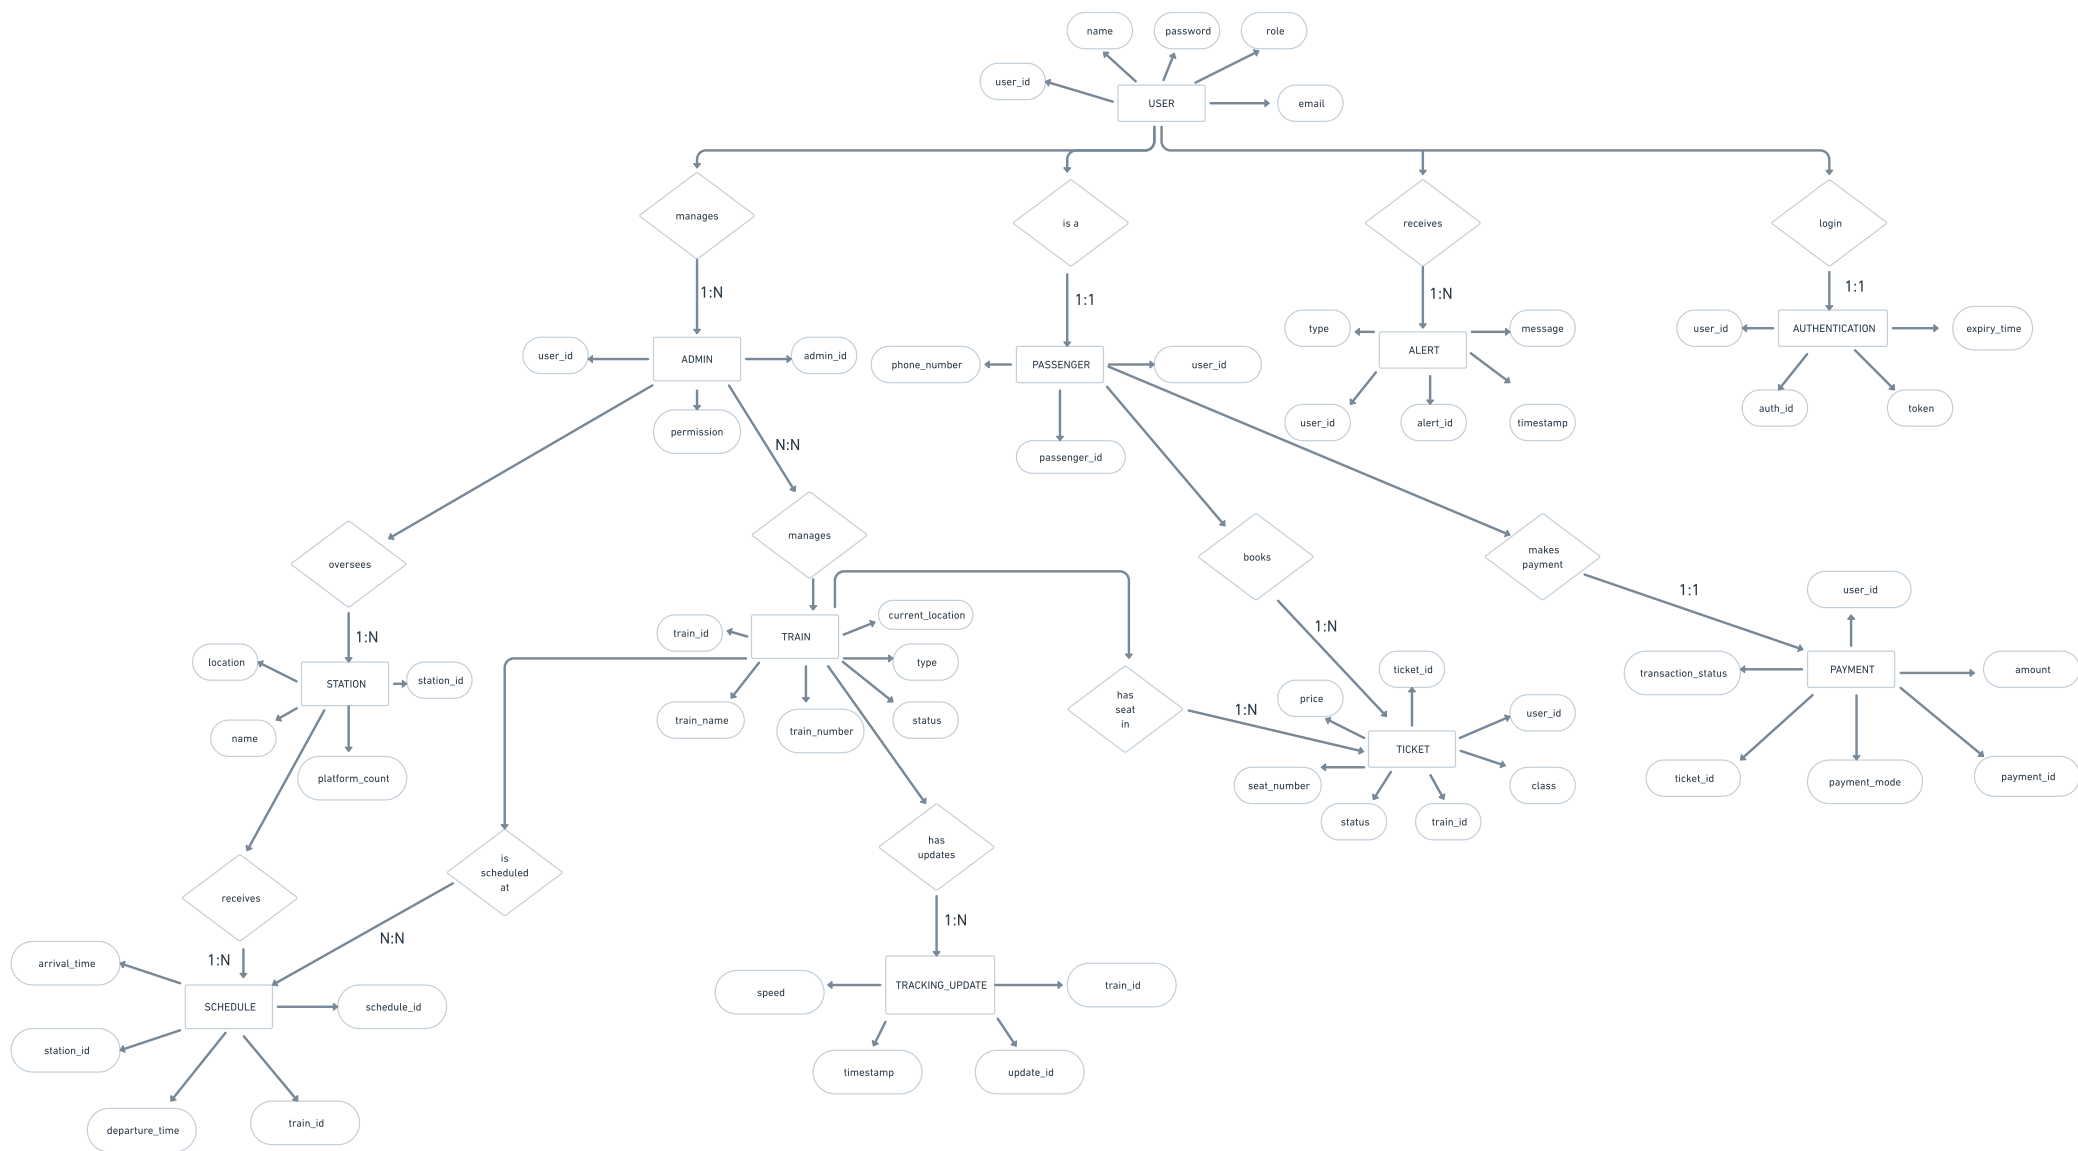 name
password
role
user_id
USER
email
manages
is a
receives
login
1:N
1:1
1:N
1:1
user_id
ADMIN
admin_id
permission
phone_number
PASSENGER
user_id
passenger_id
type
ALERT
message
user_id
alert_id
timestamp
user_id
AUTHENTICATION
expiry_time
auth_id
token
N:N
oversees
manages
books
makes
payment
1:N
1:N
1:1
location
STATION
station_id
name
platform_count
train_id
TRAIN
current_location
type
train_name
train_number
status
has
seat
in
1:N
ticket_id
price
user_id
TICKET
seat_number
class
status
train_id
user_id
transaction_status
PAYMENT
amount
ticket_id
payment_mode
payment_id
receives
is
scheduled
at
has
updates
1:N
N:N
1:N
arrival_time
SCHEDULE
schedule_id
station_id
departure_time
train_id
speed
TRACKING_UPDATE
train_id
timestamp
update_id